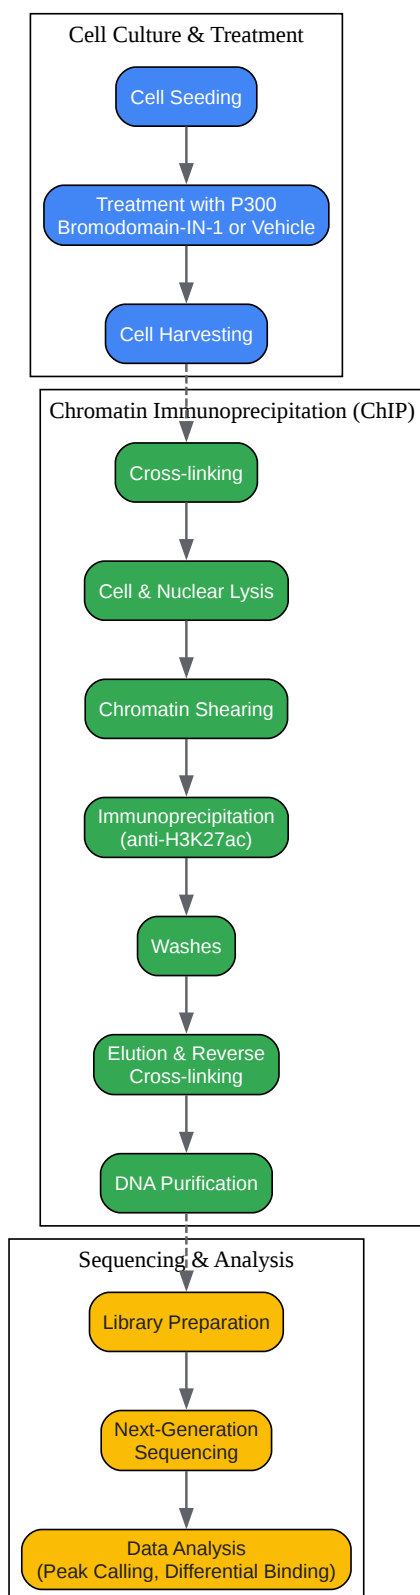 Cell Culture & Treatment
Cell Seeding
Treatment with P300
Bromodomain-IN-1 or Vehicle
Cell Harvesting
Chromatin Immunoprecipitation (ChIP)
Cross-linking
Cell & Nuclear Lysis
Chromatin Shearing
Immunoprecipitation
(anti-H3K27ac)
Washes
Elution & Reverse
Cross-linking
DNA Purification
Sequencing & Analysis
Library Preparation
Next-Generation
Sequencing
Data Analysis
(Peak Calling, Differential Binding)